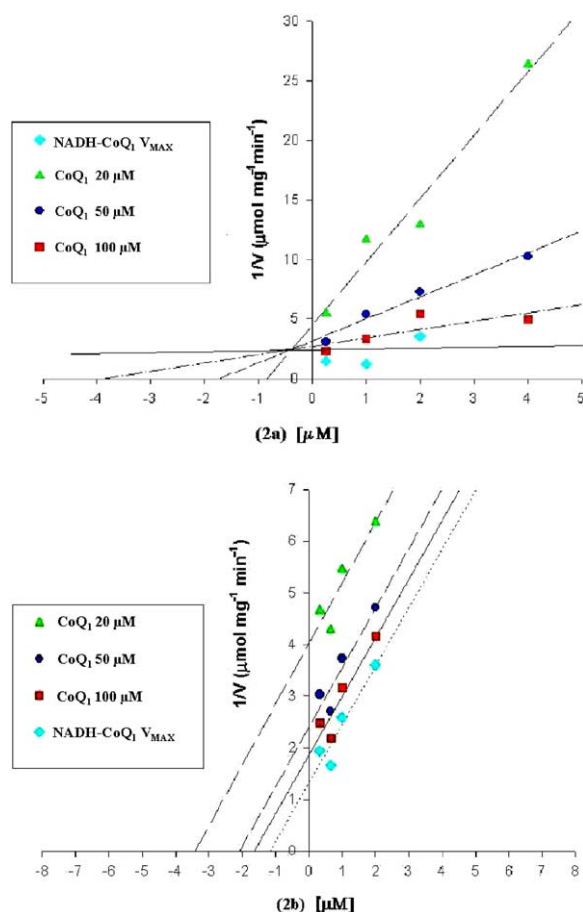 30
25
20
15
10
5
0
1/V (μmol mg⁻¹min⁻¹)
NADH-CoQ₁ V_MAX
CoQ₁ 20 μM
CoQ₁ 50 μM
CoQ₁ 100 μM
-5 -4 -3 -2 -1 0 1 2 3 4 5
(2a) [μM]
7
6
5
4
3
2
1
0
1/V (μmol mg⁻¹ min⁻¹)
CoQ₁ 20 μM
CoQ₁ 50 μM
CoQ₁ 100 μM
NADH-CoQ₁ V_MAX
-8 -7 -6 -5 -4 -3 -2 -1 0 1 2 3 4 5 6 7 8
(2b) [μM]